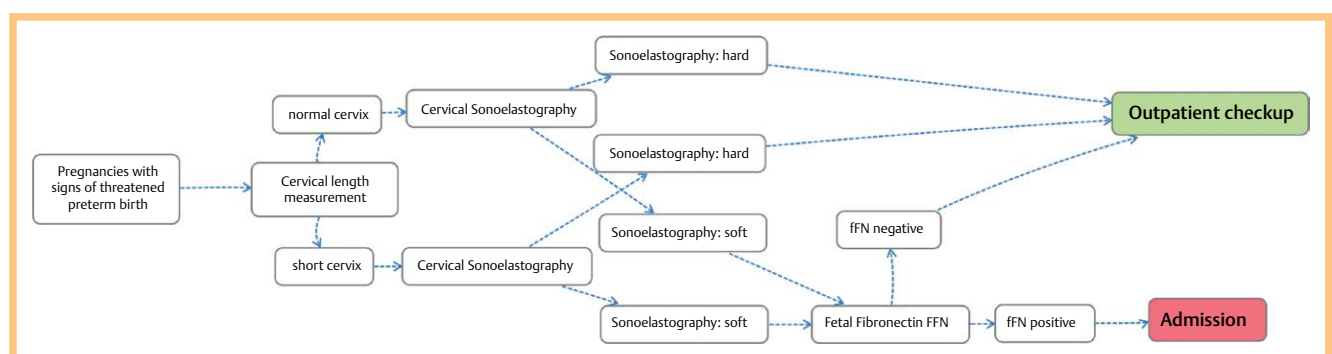 Sonoelastography: hard
normal cervix
Cervical Sonoelastography
Outpatient checkup
Sonoelastography: hard
Pregnancies with
signs of threatened
preterm birth
Cervical length
measurement
Sonoelastography: soft
fFN negative
short cervix
Cervical Sonoelastography
Sonoelastography: soft
Fetal Fibronectin FFN
fFN positive
Admission